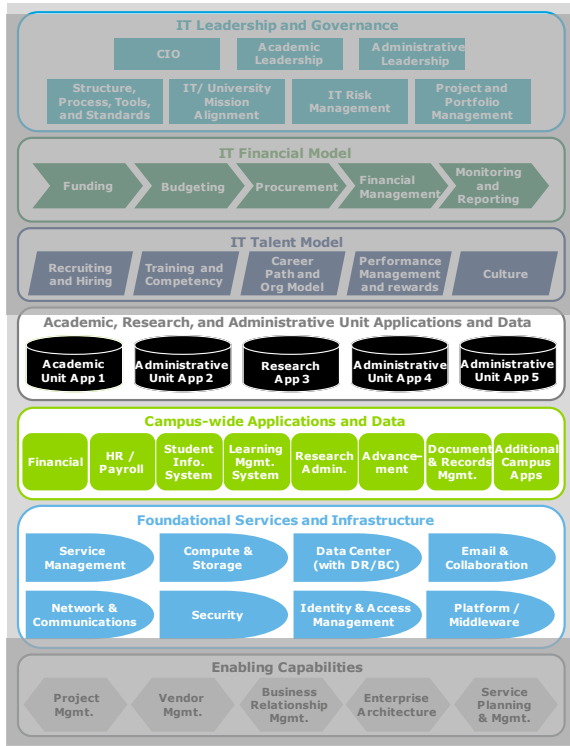 IT Leadership and Governance
CIO
Academic
Leadership
Administrative
Leadership
Structure,
Process, Tools,
and Standards
IT/ University
Mission
Alignment
IT Risk
Management
Project and
Portfolio
Management
IT Financial Model
Funding
Budgeting
Procurement
Financial
Management
Monitoring
and
Reporting
IT Talent Model
Recruiting
and Hiring
Training and
Competency
Career
Path and
Org Model
Performance
Management
and rewards
Culture
Academic, Research, and Administrative Unit Applications and Data
Academic
Unit App 1
Administrative
Unit App 2
Research
App 3
Administrative
Unit App 4
Administrative
Unit App 5
Campus-wide Applications and Data
Financial
HR /
Payroll
Student
Info.
System
Learning
Mgmt.
System
Research
Admin.
Advance-
ment
Document
& Records
Mgmt.
Additional
Campus
Apps
Foundational Services and Infrastructure
Service
Management
Compute &
Storage
Data Center
(with DR/BC)
Email &
Collaboration
Network &
Communications
Security
Identity & Access
Management
Platform /
Middleware
Enabling Capabilities
Project
Mgmt.
Vendor
Mgmt.
Business
Relationship
Mgmt.
Enterprise
Architecture
Service
Planning
& Mgmt.